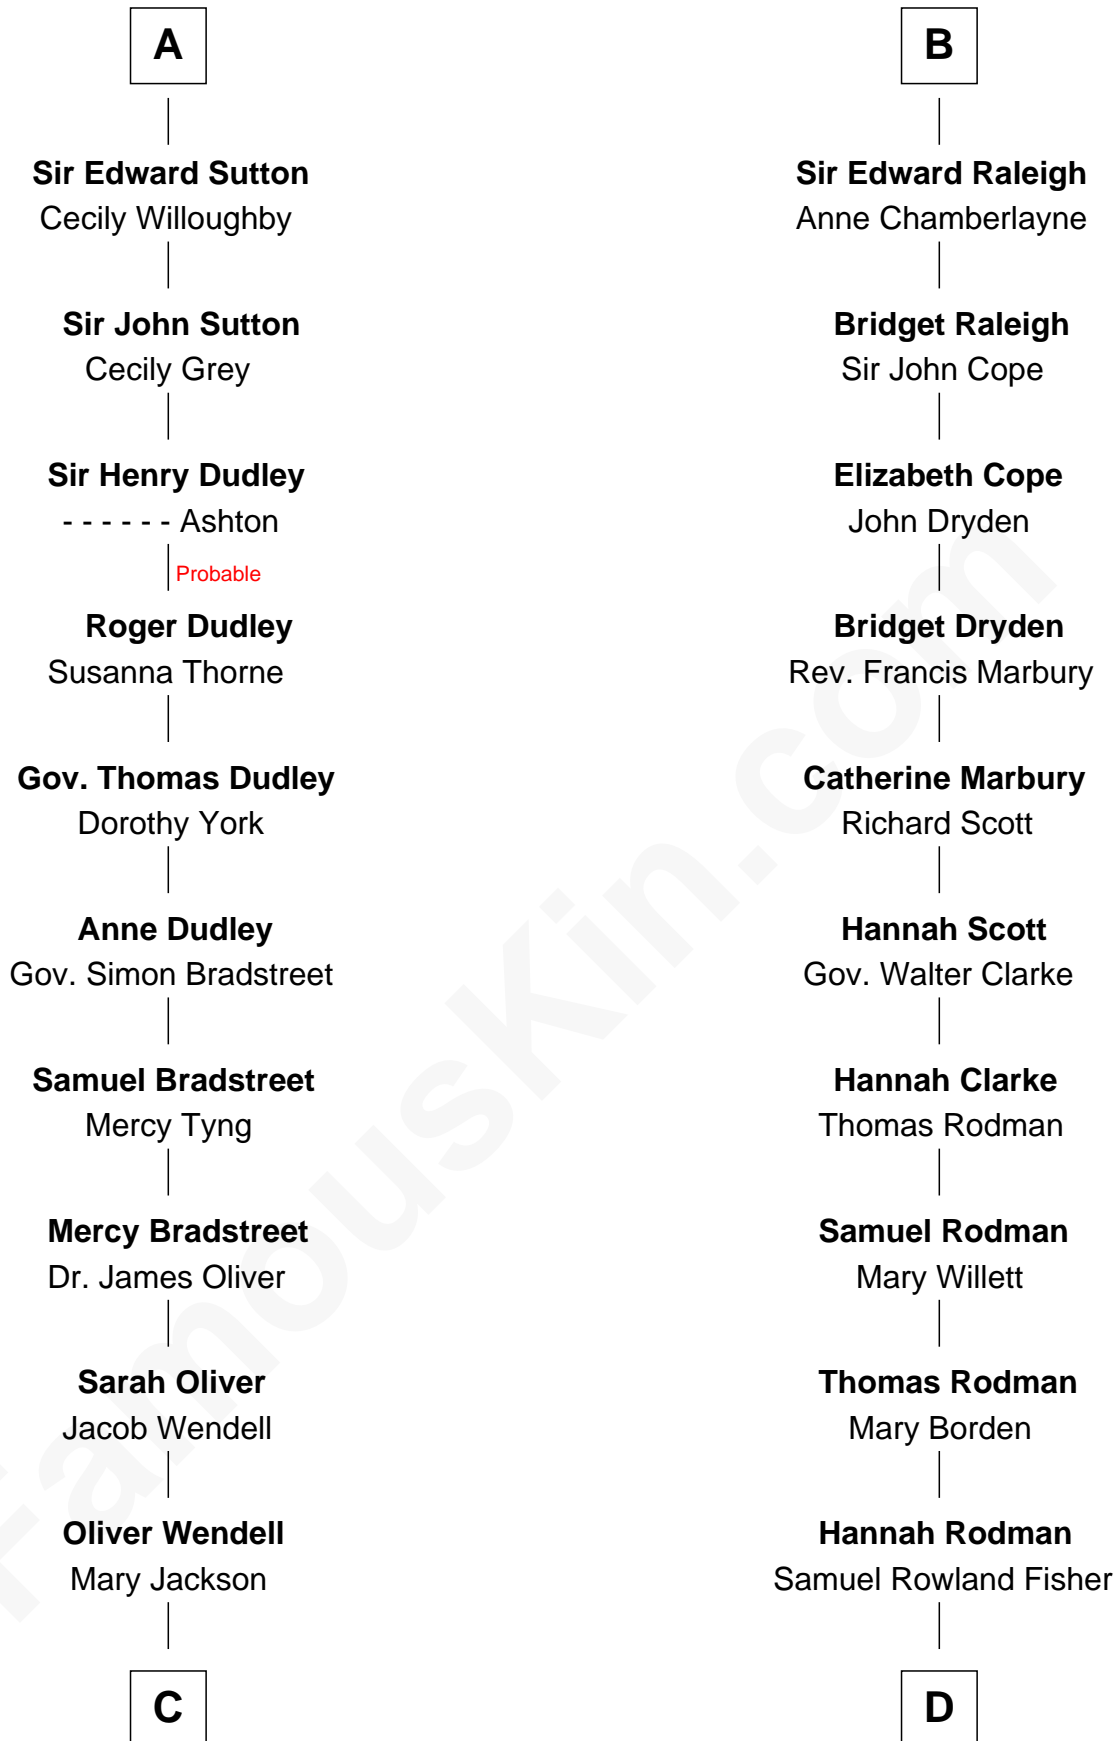 A
Sir Edward Sutton
Cecily Willoughby
Sir John Sutton
Cecily Grey
Sir Henry Dudley
- - - - - - Ashton
Probable
Roger Dudley
Susanna Thorne
Gov. Thomas Dudley
Dorothy York
Anne Dudley
Gov. Simon Bradstreet
Samuel Bradstreet
Mercy Tyng
Mercy Bradstreet
Dr. James Oliver
Sarah Oliver
Jacob Wendell
Oliver Wendell
Mary Jackson
C
B
Sir Edward Raleigh
Anne Chamberlayne
Bridget Raleigh
Sir John Cope
Elizabeth Cope
John Dryden
Bridget Dryden
Rev. Francis Marbury
Catherine Marbury
Richard Scott
Hannah Scott
Gov. Walter Clarke
Hannah Clarke
Thomas Rodman
Samuel Rodman
Mary Willett
Thomas Rodman
Mary Borden
Hannah Rodman
Samuel Rowland Fisher
D
FamousKin.com